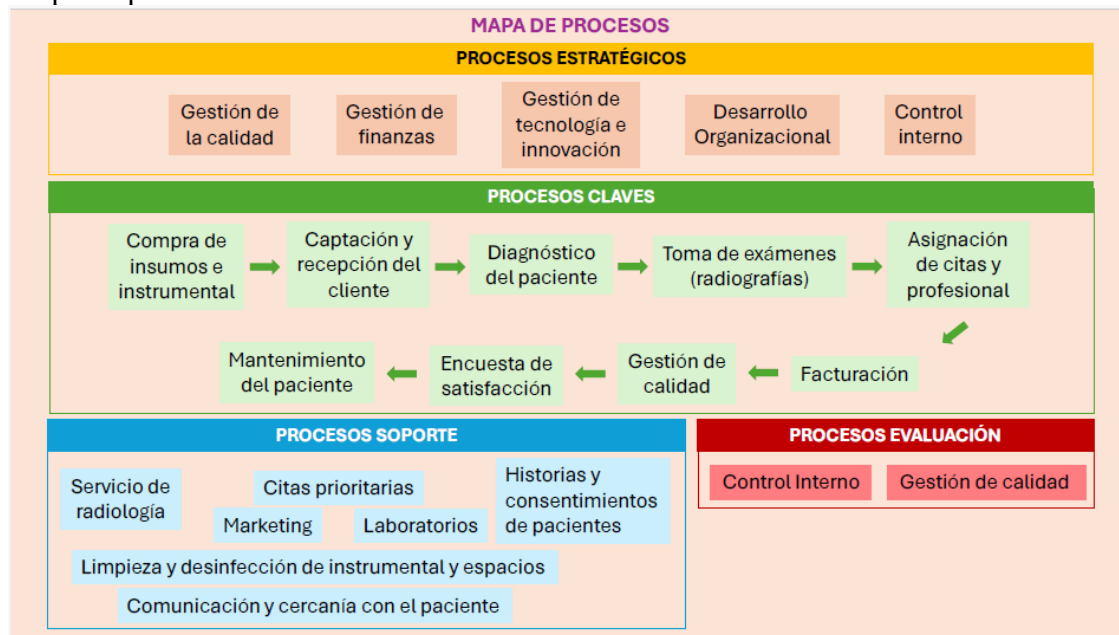 MAPA DE PROCESOS
PROCESOS ESTRATÉGICOS
Gestión de
la calidad
Gestión de
finanzas
Gestión de
tecnología e
innovación
Desarrollo
Organizacional
Control
interno
PROCESOS CLAVES
Compra de
insumos e
instrumental
Captación y
recepción del
cliente
Diagnóstico
del paciente
Toma de exámenes
(radiografías)
Asignación
de citas y
profesional
Facturación
Gestión de
calidad
Encuesta de
satisfacción
Mantenimiento
del paciente
PROCESOS SOPORTE
Servicio de
radiología
Citas prioritarias
Marketing
Laboratorios
Historias y
consentimientos
de pacientes
Limpieza y desinfección de instrumental y espacios
Comunicación y cercanía con el paciente
PROCESOS EVALUACIÓN
Control Interno
Gestión de calidad